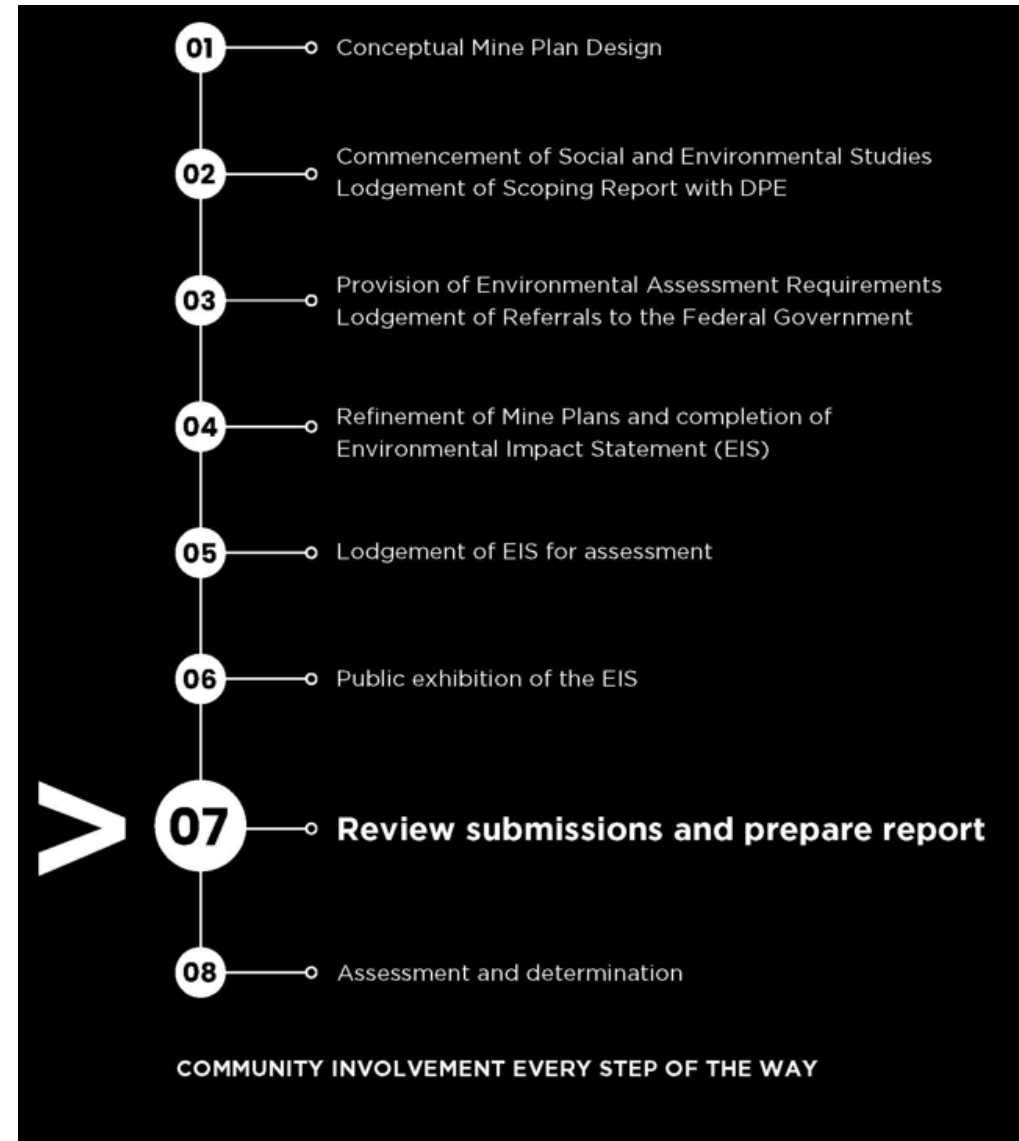 01 Conceptual Mine Plan Design
02 Commencement of Social and Environmental Studies
Lodgement of Scoping Report with DPE
03 Provision of Environmental Assessment Requirements
Lodgement of Referrals to the Federal Government
04 Refinement of Mine Plans and completion of
Environmental Impact Statement (EIS)
05 Lodgement of EIS for assessment
06 Public exhibition of the EIS
> 07 Review submissions and prepare report
08 Assessment and determination
COMMUNITY INVOLVEMENT EVERY STEP OF THE WAY